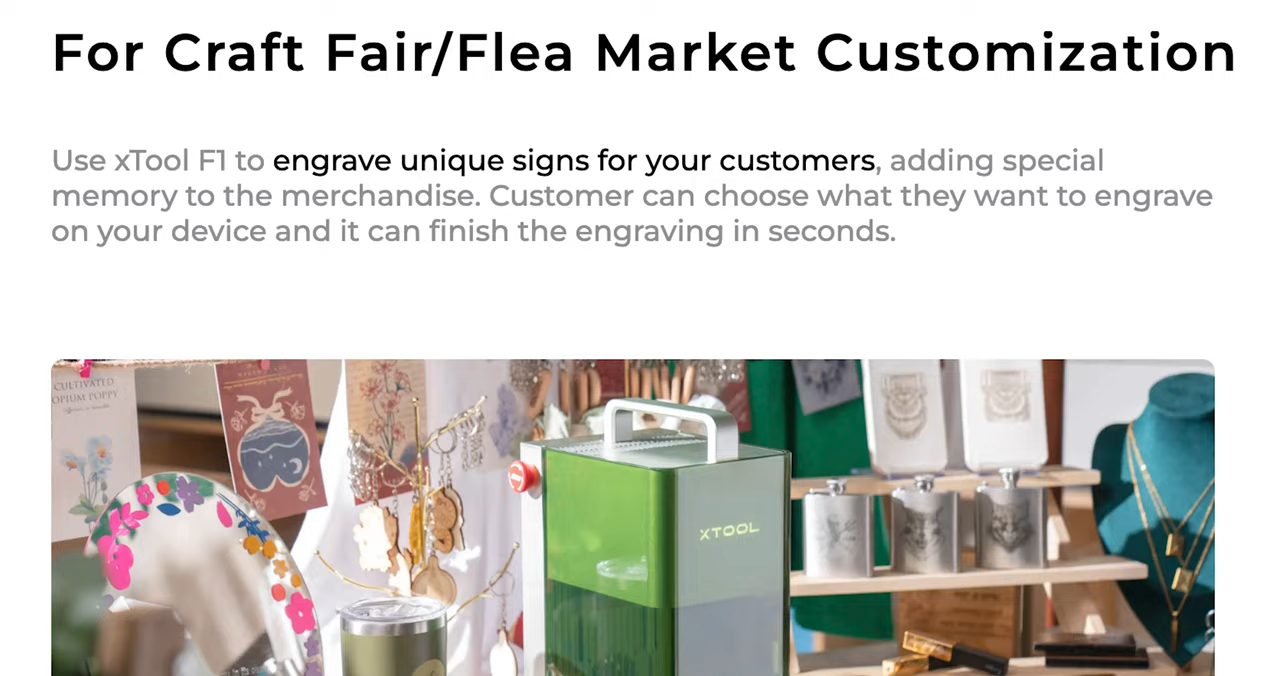 For Craft Fair/Flea Market Customization
Use xTool F1 to engrave unique signs for your customers, adding special
memory to the merchandise. Customer can choose what they want to engrave
on your device and it can finish the engraving in seconds.
CULTIVATED
OPIUM POPPY
XTOOL